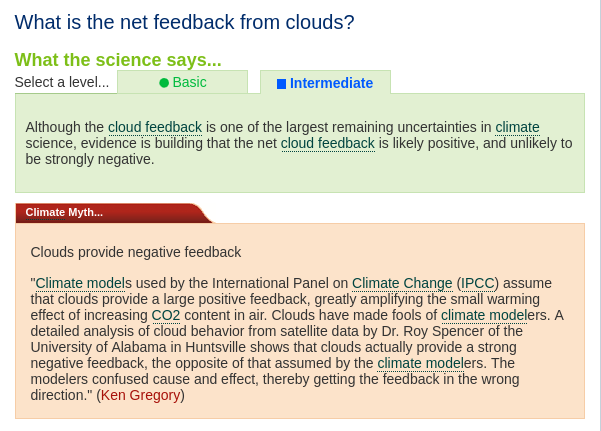 What is the net feedback from clouds?
What the science says...
Select a level... Basic Intermediate
Although the cloud feedback is one of the largest remaining uncertainties in climate
science, evidence is building that the net cloud feedback is likely positive, and unlikely to
be strongly negative.
Climate Myth...
Clouds provide negative feedback
"Climate models used by the International Panel on Climate Change (IPCC) assume
that clouds provide a large positive feedback, greatly amplifying the small warming
effect of increasing CO2 content in air. Clouds have made fools of climate modelers. A
detailed analysis of cloud behavior from satellite data by Dr. Roy Spencer of the
University of Alabama in Huntsville shows that clouds actually provide a strong
negative feedback, the opposite of that assumed by the climate modelers. The
modelers confused cause and effect, thereby getting the feedback in the wrong
direction." (Ken Gregory)